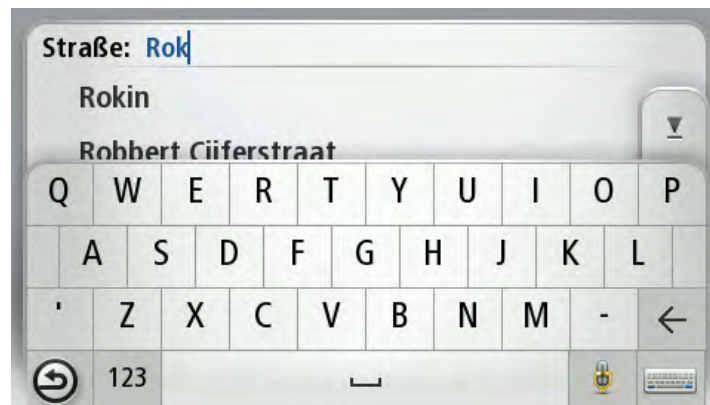 Straße: Rok
Rokin
Robbert Cijferstraat
Q W E R T Y U I O P
A S D F G H J K L
' Z X C V B N M -
123